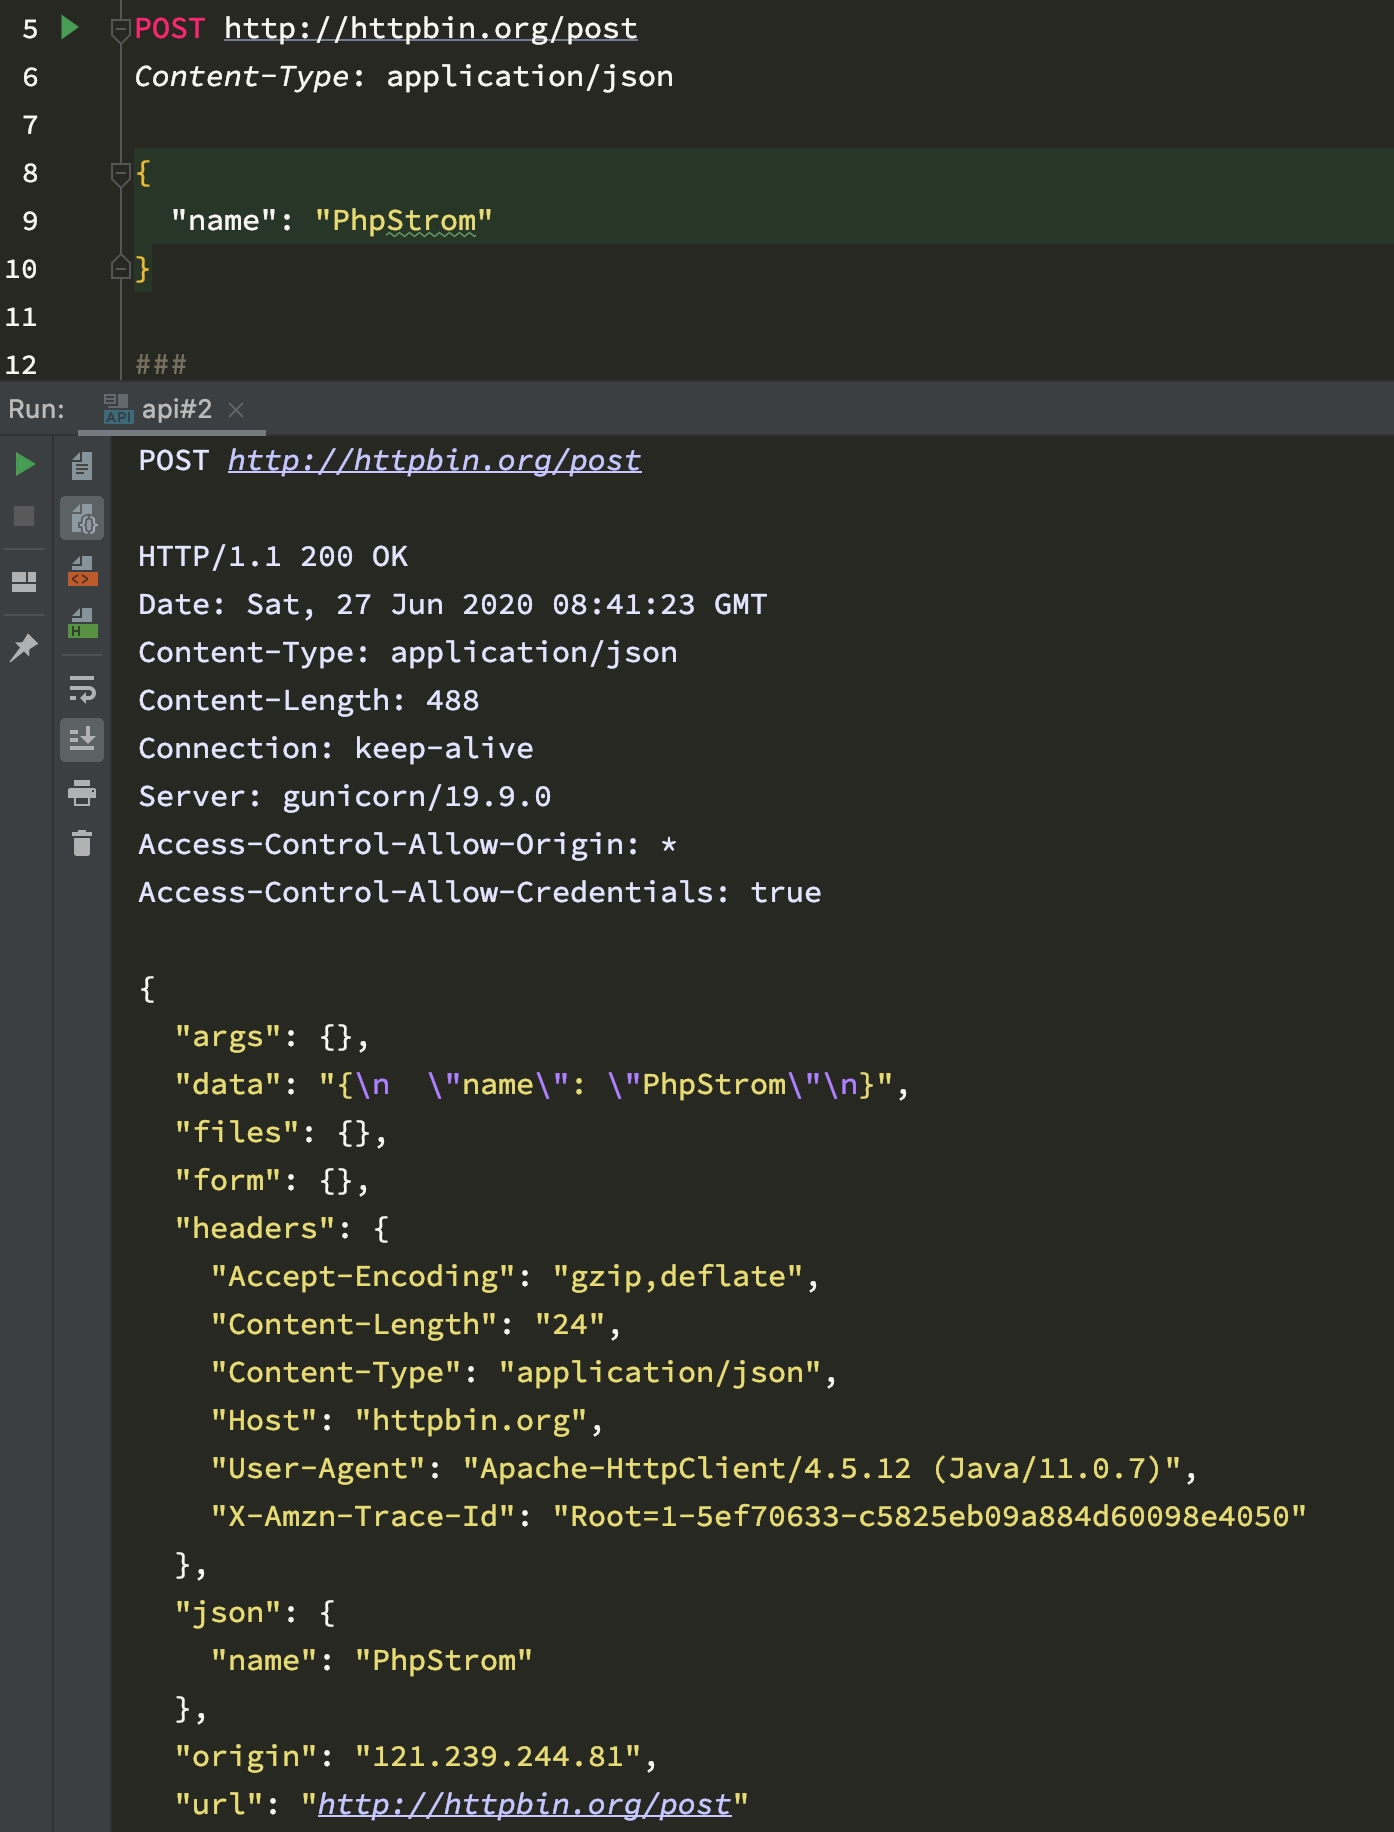 5 POST http://httpbin.org/post
6 Content-Type: application/json
7
8 {
9   "name": "PhpStrom"
10 }
11
12 ###
Run: API api#2 ×
POST http://httpbin.org/post

HTTP/1.1 200 OK
Date: Sat, 27 Jun 2020 08:41:23 GMT
Content-Type: application/json
Content-Length: 488
Connection: keep-alive
Server: gunicorn/19.9.0
Access-Control-Allow-Origin: *
Access-Control-Allow-Credentials: true

{
  "args": {},
  "data": "{\n  \"name\": \"PhpStrom\"\n}",
  "files": {},
  "form": {},
  "headers": {
    "Accept-Encoding": "gzip,deflate",
    "Content-Length": "24",
    "Content-Type": "application/json",
    "Host": "httpbin.org",
    "User-Agent": "Apache-HttpClient/4.5.12 (Java/11.0.7)",
    "X-Amzn-Trace-Id": "Root=1-5ef70633-c5825eb09a884d60098e4050"
  },
  "json": {
    "name": "PhpStrom"
  },
  "origin": "121.239.244.81",
  "url": "http://httpbin.org/post"